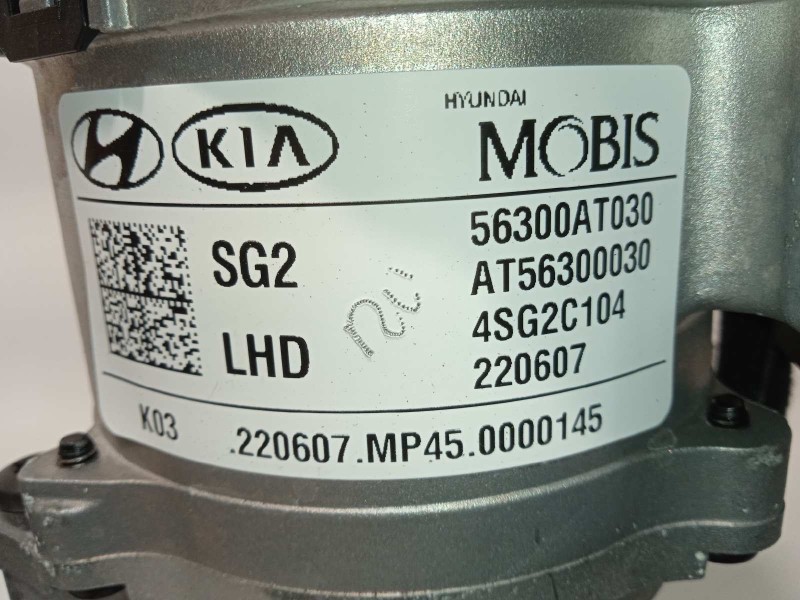 KIA
HYUNDAI
MOBIS
SG2
LHD
56300AT030
AT56300030
4SG2C104
220607
K03
.220607.MP45.0000145